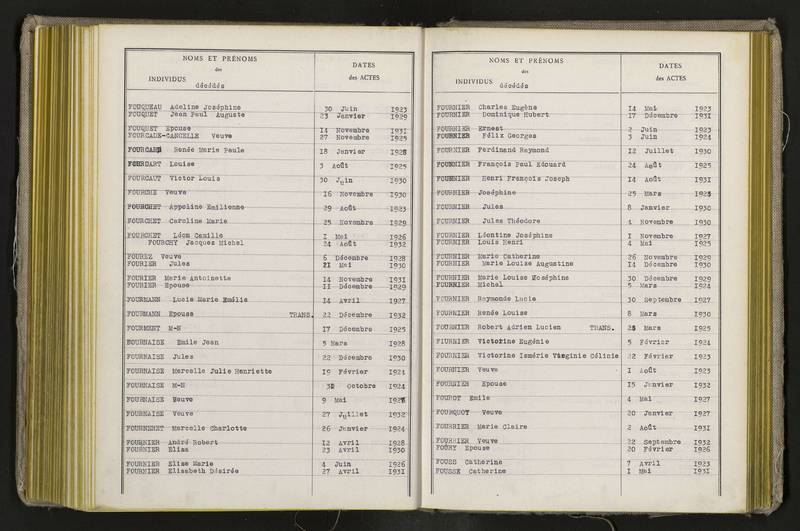 NOMS ET PRÉNOMS
des
INDIVIDUS
décédés
DATES
des ACTES
FOUQUEAU Adeline Joséphine 30 Juin 1923
FOUQUET Jean Paul Auguste 23 Janvier 1929
FOUQUET Epouse 14 Novembre 1931
FOURCADE-CANCELLE Veuve 27 Novembre 1925
Renée Marie Paule 18 Janvier
Louise 3 Août 1925
FOURCAUT Victor Louis 30 Juin 1930
FOURCHE Veuve 16 Novembre 1930
FOURCHET Appoline Emilienne 29 Août 1923
FOURCHET Caroline Marie 25 Novembre 1929
FOURCHET Léon Camille I Mai 1926
FOURCHY Jacques Michel 24 Août 1932
FOUREZ Veuve 6 Décembre 1928
FOURIER Jules 21 Mai 1930
FOURIER Marie Antoinette 14 Novembre 1931
FOURIER Epouse II Décembre 1929
FOURMANN Lucie Marie Emélie 14 Avril 1927
FOURMANN Epouse TRANS. 22 Décembre 1932
FOURMENT M-N 17 Décembre 1925
FOURNAISE Emile Jean 5 Mars 1928
FOURNAISE Jules 22 Décembre 1930
FOURNAISE Marcelle Julie Henriette 19 Février 1924
FOURNAISE M-N Octobre 1924
FOURNAISE Veuve 9 Mai
FOURNAISE Veuve 27 Juillet 1932
FOURNERET Marcelle Charlotte 26 Janvier 1924
FOURNIER André Robert 12 Avril 1928
FOURNIER Elisa 23 Avril 1930
FOURNIER Elise Marie 4 Juin 1926
FOURNIER Elisabeth Désirée 27 Avril 1931
NOMS ET PRÉNOMS
des
INDIVIDUS
décédés
DATES
des ACTES
FOURNIER Charles Eugène 14 Mai 1923
FOURNIER Dominique Hubert 17 Décembre 1931
FOURNIER Ernest 2 Juin 1923
FOURNIER Félix Georges 3 Juin 1924
FOURNIER Ferdinand Raymond 12 Juillet 1930
FOURNIER François Paul Edouard 24 Août 1925
FOURNIER Henri François Joseph 14 Août 1931
FOURNIER Joséphine 25 Mars
FOURNIER Jules 8 Janvier 1930
FOURNIER Jules Théodore 4 Novembre 1930
FOURNIER Léontine Joséphine I Novembre 1927
FOURNIER Louis Henri 4 Mai 1925
FOURNIER Marie Catherine 26 Novembre 1929
FOURNIER Marie Louise Augustine 14 Décembre 1930
FOURNIER Marie Louise Joséphine 30 Décembre 1929
FOURNIER Michel 5 Mars 1924
FOURNIER Raymonde Lucie 30 Septembre 1927
FOURNIER Renée Louise 8 Mars 1930
FOURNIER Robert Adrien Lucien TRANS. Mars 1925
FIURNIER Victorine Eugénie 5 Février 1924
FOURNIER Victorine Ismérie Virginie Célinie 22 Février 1923
FOURNIER Veuve I Août 1923
FOURNIER Epouse 15 Janvier 1932
FOUROT Emile 4 Mai 1927
FOURQUOT Veuve 20 Janvier 1927
FOURRIER Marie Claire 2 Août 1931
FOURRIER Veuve 22 Septembre 1932
FOURY Epouse 20 Février 1926
FOUSS Catherine 7 Avril 1923
FOUSSE Catherine I Mai 1931